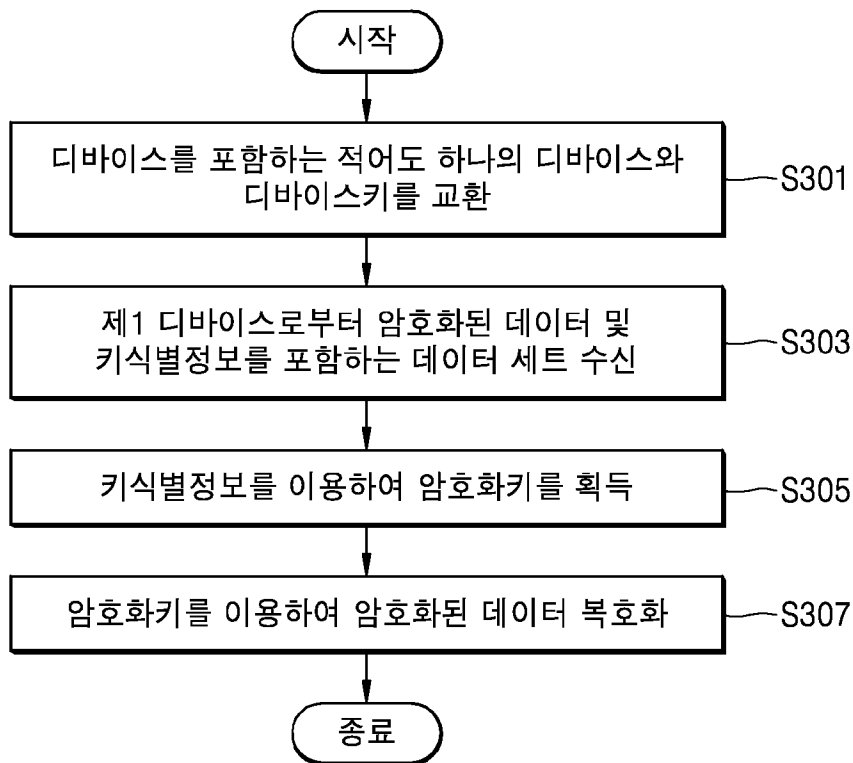 시작
디바이스를 포함하는 적어도 하나의 디바이스와
디바이스키를 교환
S301
제1 디바이스로부터 암호화된 데이터 및
키식별정보를 포함하는 데이터 세트 수신
S303
키식별정보를 이용하여 암호화키를 획득
S305
암호화키를 이용하여 암호화된 데이터 복호화
S307
종료